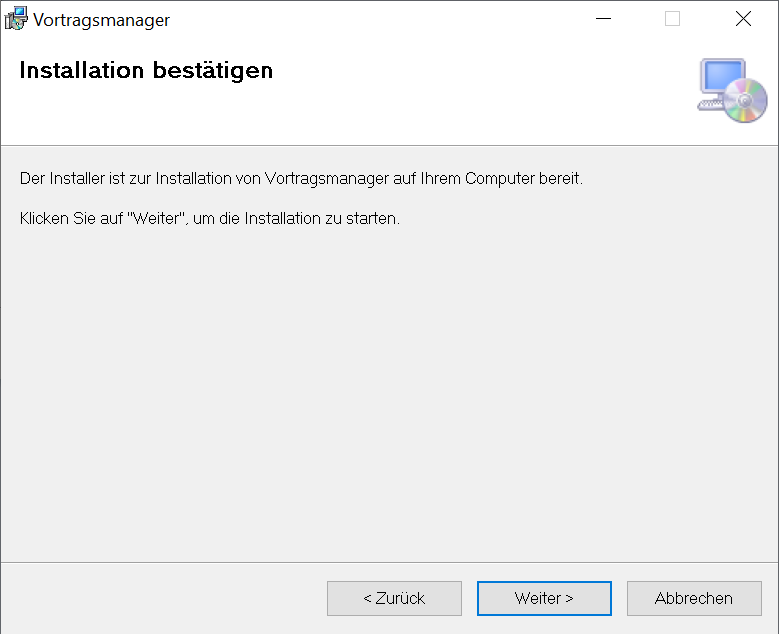 Vortragsmanager
Installation bestätigen
Der Installer ist zur Installation von Vortragsmanager auf Ihrem Computer bereit.
Klicken Sie auf "Weiter", um die Installation zu starten.
< Zurück
Weiter >
Abbrechen